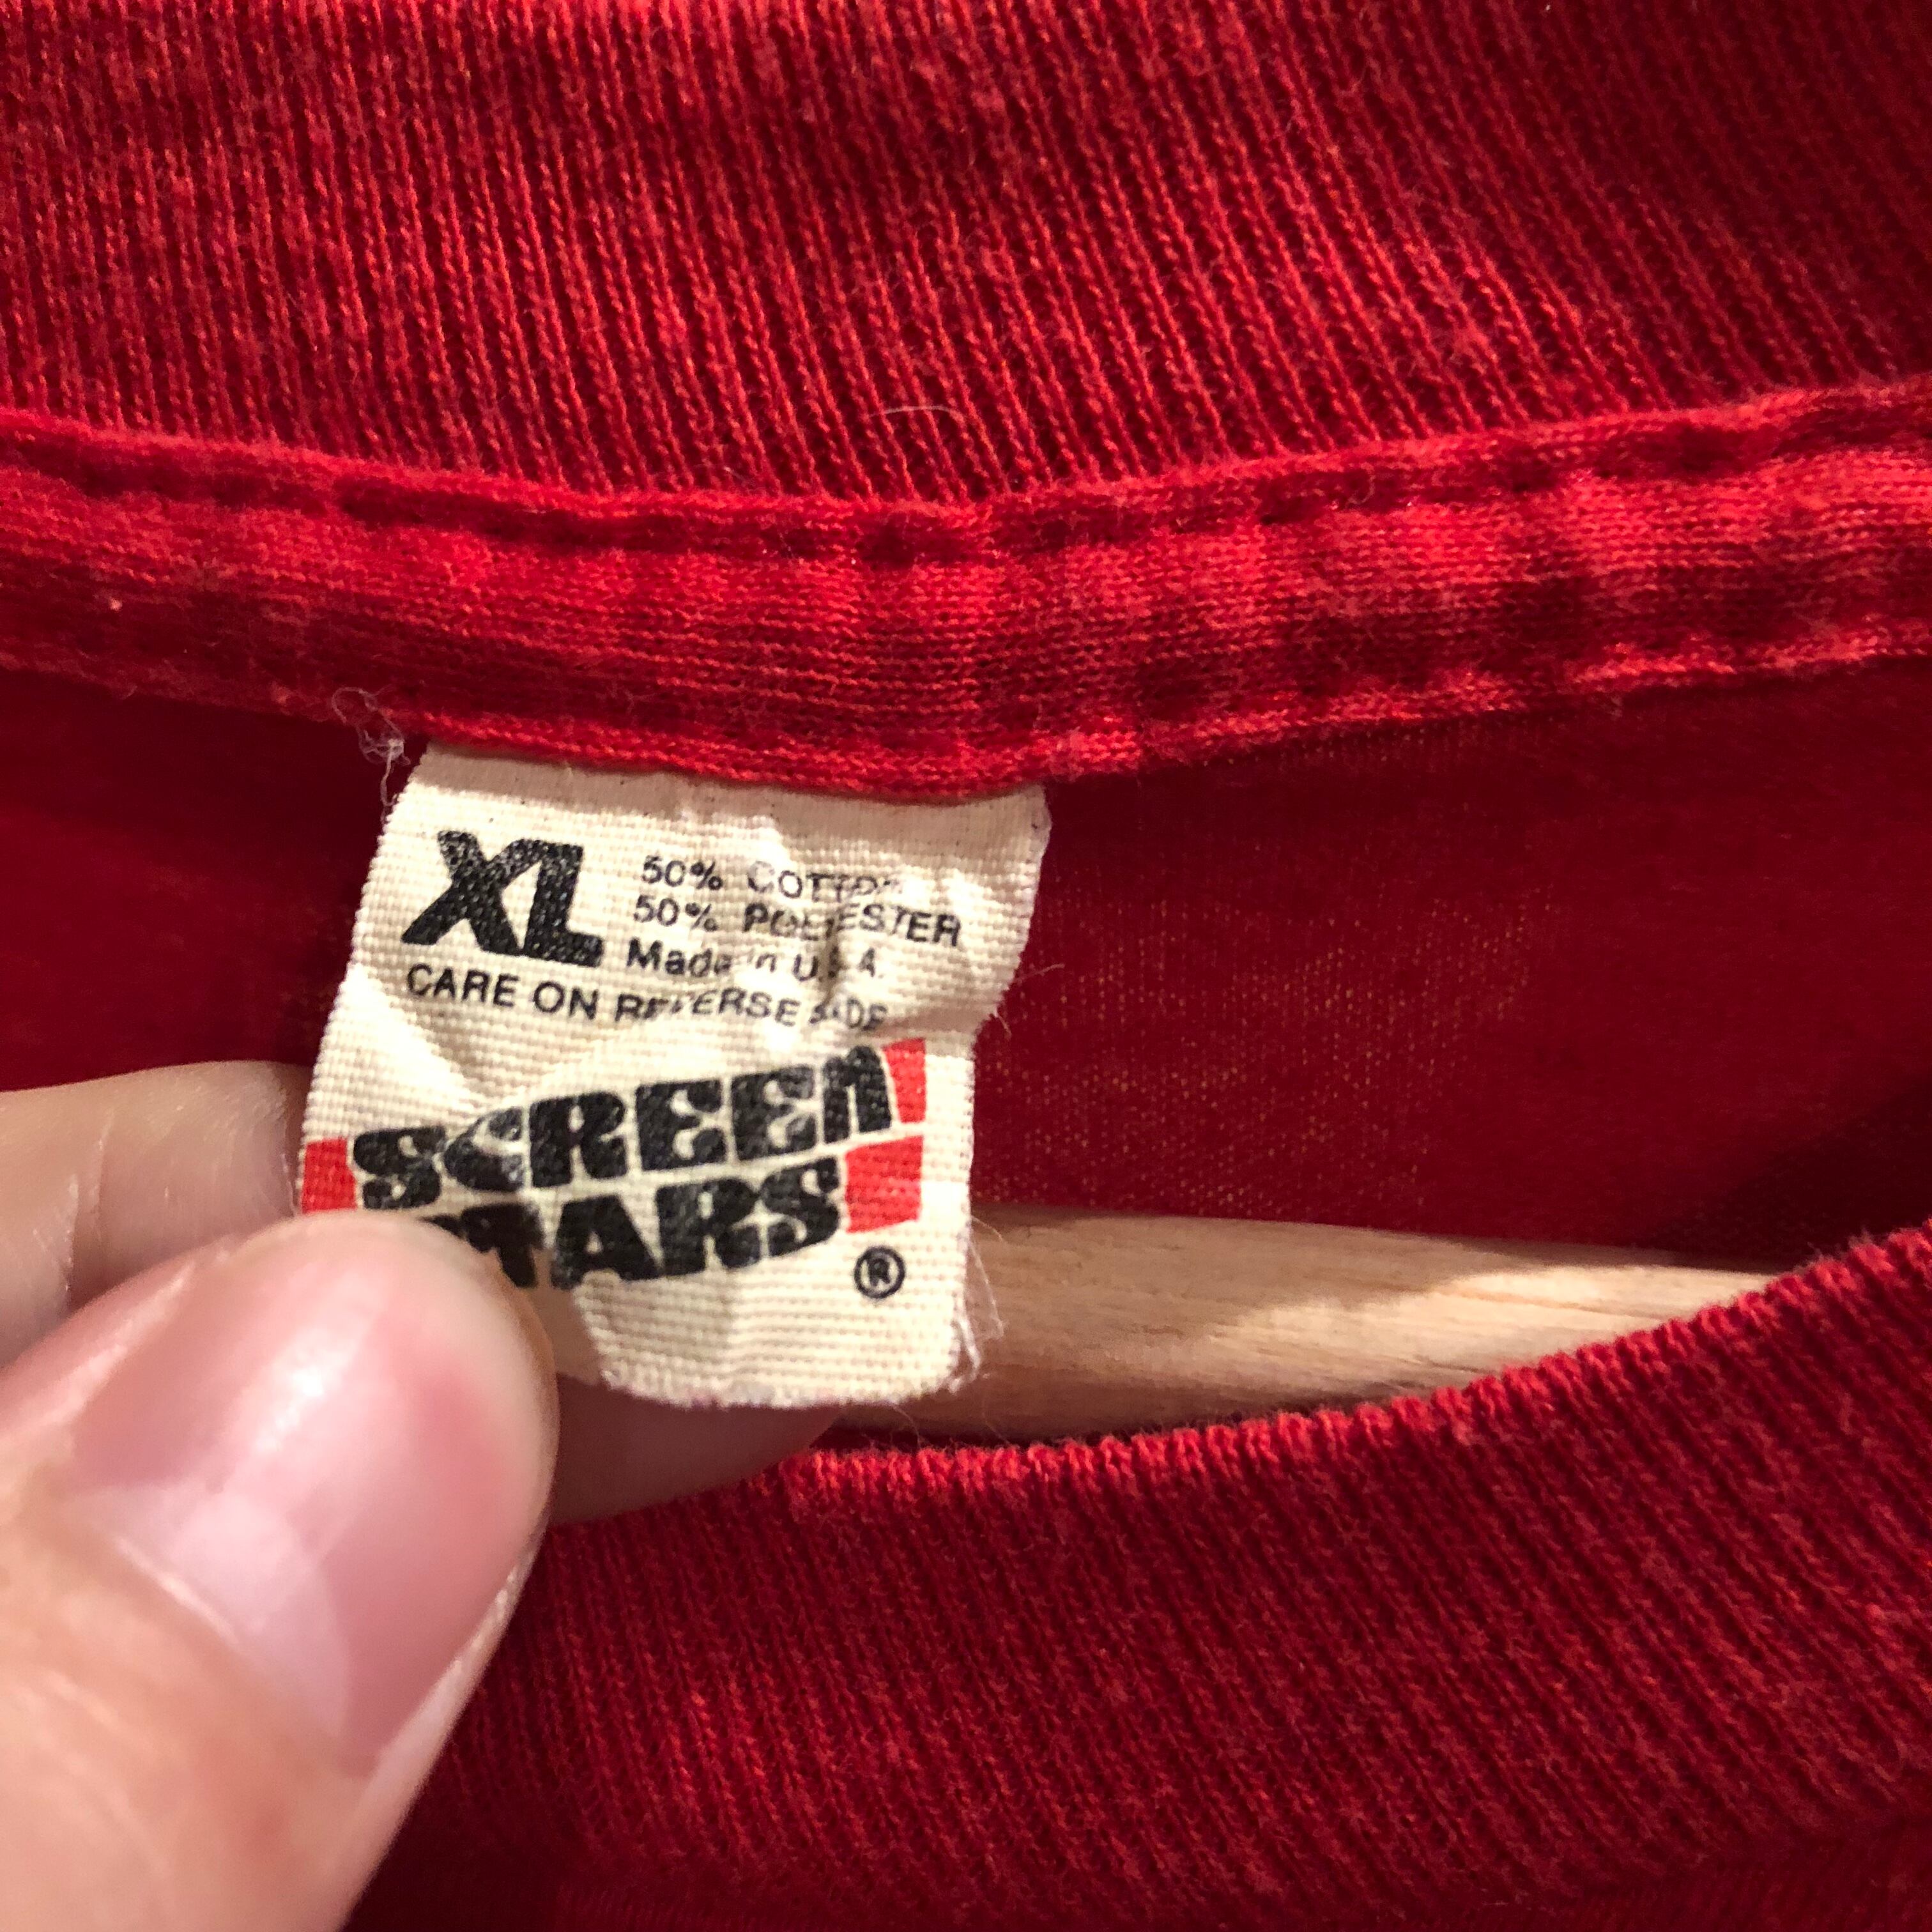 XL
50% COTTON
50% POLYESTER
Made in U.S.A.
CARE ON REVERSE SIDE
SCREEN
STARS
®